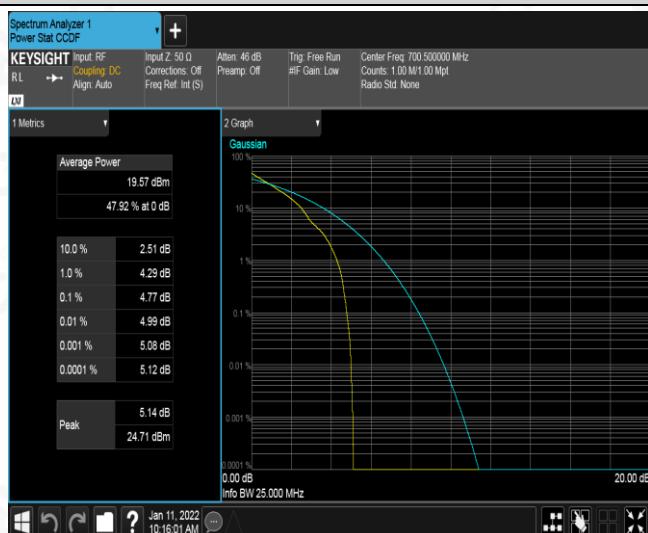 Spectrum Analyzer 1
Power Stat CCDF
+
KEYSIGHT
RL
LXI
Input: RF
Coupling: DC
Align: Auto
Input Z: 50 Ω
Corrections: Off
Freq Ref: Int (S)
Atten: 46 dB
Preamp: Off
Trig: Free Run
#IF Gain: Low
Center Freq: 700.500000 MHz
Counts: 1.00 M/1.00 Mpt
Radio Std: None
1 Metrics
Average Power
19.57 dBm
47.92 % at 0 dB
10.0 % 2.51 dB
1.0 % 4.29 dB
0.1 % 4.77 dB
0.01 % 4.99 dB
0.001 % 5.08 dB
0.0001 % 5.12 dB
Peak 5.14 dB
24.71 dBm
2 Graph
Gaussian
100 %
10 %
1 %
0.1 %
0.01 %
0.001 %
0.0001 %
0.00 dB 20.00 dB
Info BW 25.000 MHz
?
Jan 11, 2022
10:16:01 AM